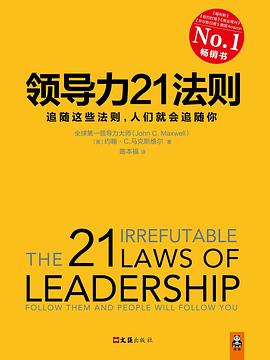 No.1
畅销书
领导力21法则
追随这些法则，人们就会追随你
全球第一领导力大师（John C. Maxwell）
〔美〕约翰·C.马克斯维尔 著
路本福 译
THE 21 IRREFUTABLE
LAWS OF
LEADERSHIP
FOLLOW THEM AND PEOPLE WILL FOLLOW YOU
文匯出版社